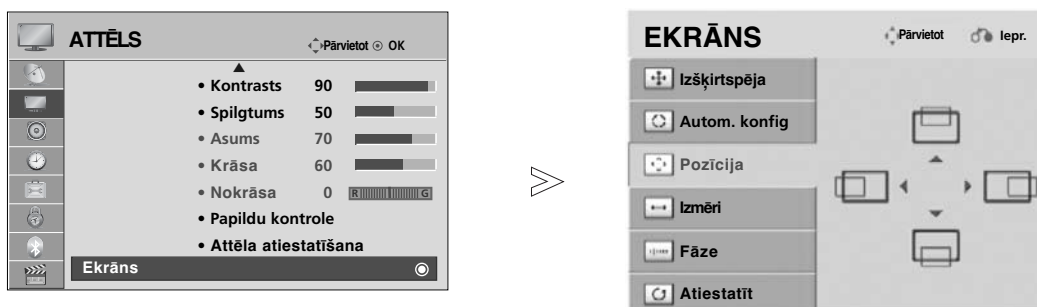 ATTĒLS
Pārvietot OK
• Kontrasts 90
• Spilgtums 50
• Asums 70
• Krāsa 60
• Nokrāsa 0 R G
• Papildu kontrole
• Attēla atiestatīšana
Ekrāns
EKRĀNS
Pārvietot Iepr.
Izšķirtspēja
Autom. konfig
Pozīcija
Izmēri
Fāze
Atiestatīt